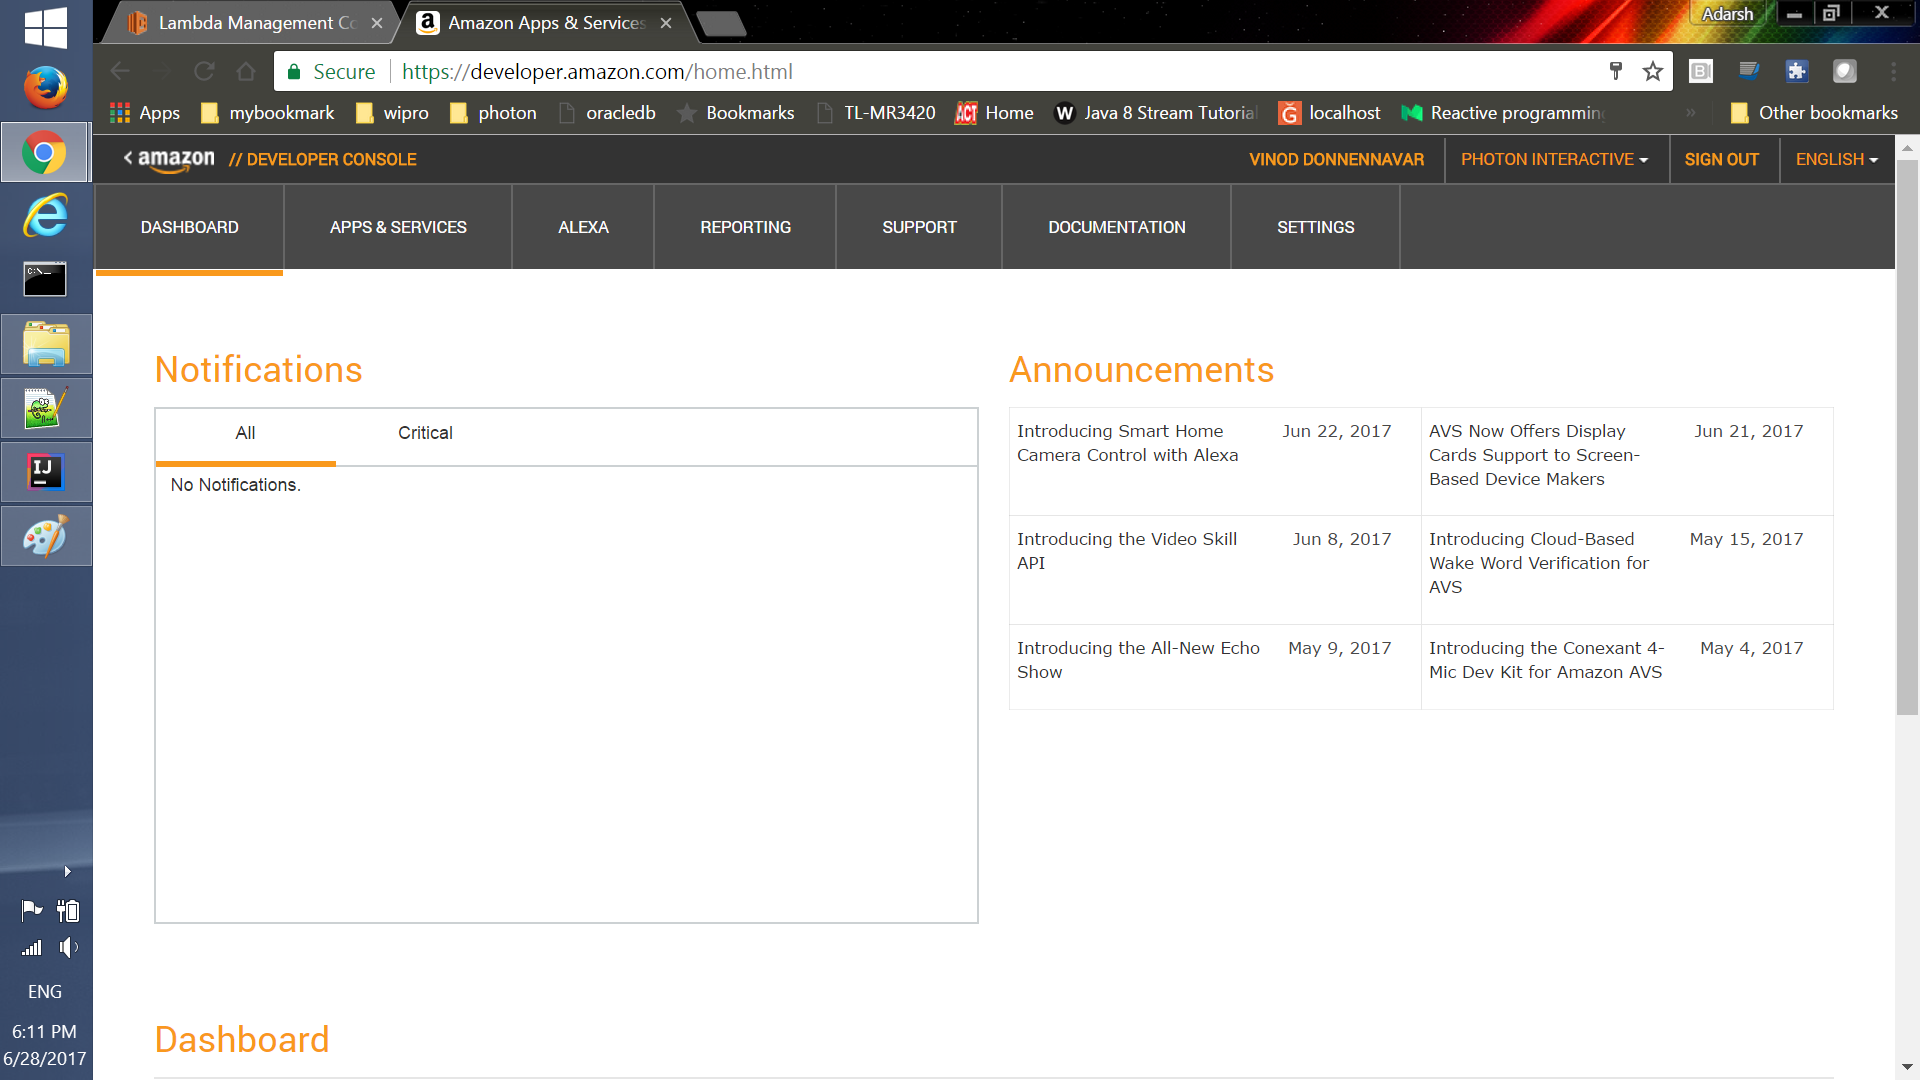 Lambda Management Co
Amazon Apps & Services
Adarsh
Secure
https://developer.amazon.com/home.html
Apps
mybookmark
wipro
photon
oracledb
Bookmarks
TL-MR3420
ACT
Home
W
Java 8 Stream Tutorial
localhost
Reactive programming
»
Other bookmarks
amazon
// DEVELOPER CONSOLE
VINOD DONNENNAVAR
PHOTON INTERACTIVE
SIGN OUT
ENGLISH
DASHBOARD
APPS & SERVICES
ALEXA
REPORTING
SUPPORT
DOCUMENTATION
SETTINGS
Notifications
All
Critical
No Notifications.
Announcements
Introducing Smart Home
Camera Control with Alexa
Jun 22, 2017
AVS Now Offers Display
Cards Support to Screen-
Based Device Makers
Jun 21, 2017
Introducing the Video Skill
API
Jun 8, 2017
Introducing Cloud-Based
Wake Word Verification for
AVS
May 15, 2017
Introducing the All-New Echo
Show
May 9, 2017
Introducing the Conexant 4-
Mic Dev Kit for Amazon AVS
May 4, 2017
Dashboard
IJ
ENG
6:11 PM
6/28/2017